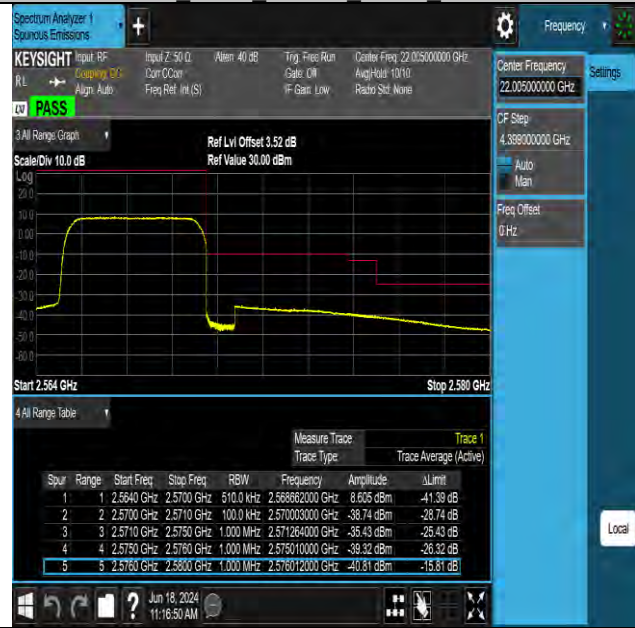 Spectrum Analyzer 1
Spurious Emissions
Frequency
KEYSIGHT Input: RF Input Z: 50 Ω Atten: 40 dB Trig: Free Run Center Freq: 22.005000000 GHz
RL Coupling: DC Corr CCorr Gate: Off Avg|Hold: 10/10
Align: Auto Freq Ref: Int (S) IF Gain: Low Radio Std: None
LXI PASS
Center Frequency
22.005000000 GHz
Settings
CF Step
4.399000000 GHz
Auto
Man
Freq Offset
0 Hz
3 All Range Graph
Ref Lvl Offset 3.52 dB
Scale/Div 10.0 dB Ref Value 30.00 dBm
Log
20.0
10.0
0.00
-10.0
-20.0
-30.0
-40.0
-50.0
-60.0
Start 2.564 GHz Stop 2.580 GHz
4 All Range Table
Measure Trace Trace 1
Trace Type Trace Average (Active)
Spur Range Start Freq Stop Freq RBW Frequency Amplitude ΔLimit
1 1 2.5640 GHz 2.5700 GHz 510.0 kHz 2.568662000 GHz 8.605 dBm -41.39 dB
2 2 2.5700 GHz 2.5710 GHz 100.0 kHz 2.570003000 GHz -38.74 dBm -28.74 dB
3 3 2.5710 GHz 2.5750 GHz 1.000 MHz 2.571264000 GHz -35.43 dBm -25.43 dB
4 4 2.5750 GHz 2.5760 GHz 1.000 MHz 2.575010000 GHz -39.32 dBm -26.32 dB
5 5 2.5760 GHz 2.5800 GHz 1.000 MHz 2.576012000 GHz -40.81 dBm -15.81 dB
Local
Jun 18, 2024
11:16:50 AM